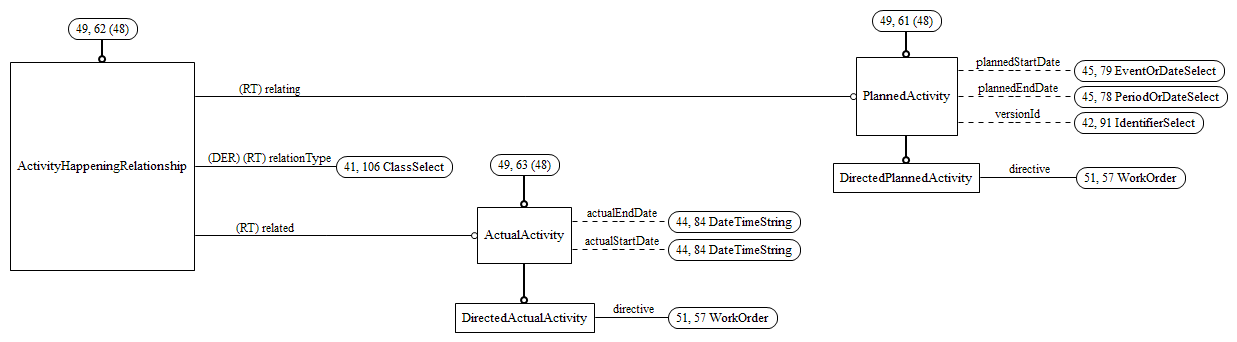 49, 62 (48)
49, 61 (48)
plannedStartDate
45, 79 EventOrDateSelect
(RT) relating
PlannedActivity
plannedEndDate
45, 78 PeriodOrDateSelect
versionId
42, 91 IdentifierSelect
ActivityHappeningRelationship
(DER) (RT) relationType
41, 106 ClassSelect
49, 63 (48)
DirectedPlannedActivity
directive
51, 57 WorkOrder
(RT) related
ActualActivity
actualEndDate
44, 84 DateTimeString
actualStartDate
44, 84 DateTimeString
DirectedActualActivity
directive
51, 57 WorkOrder